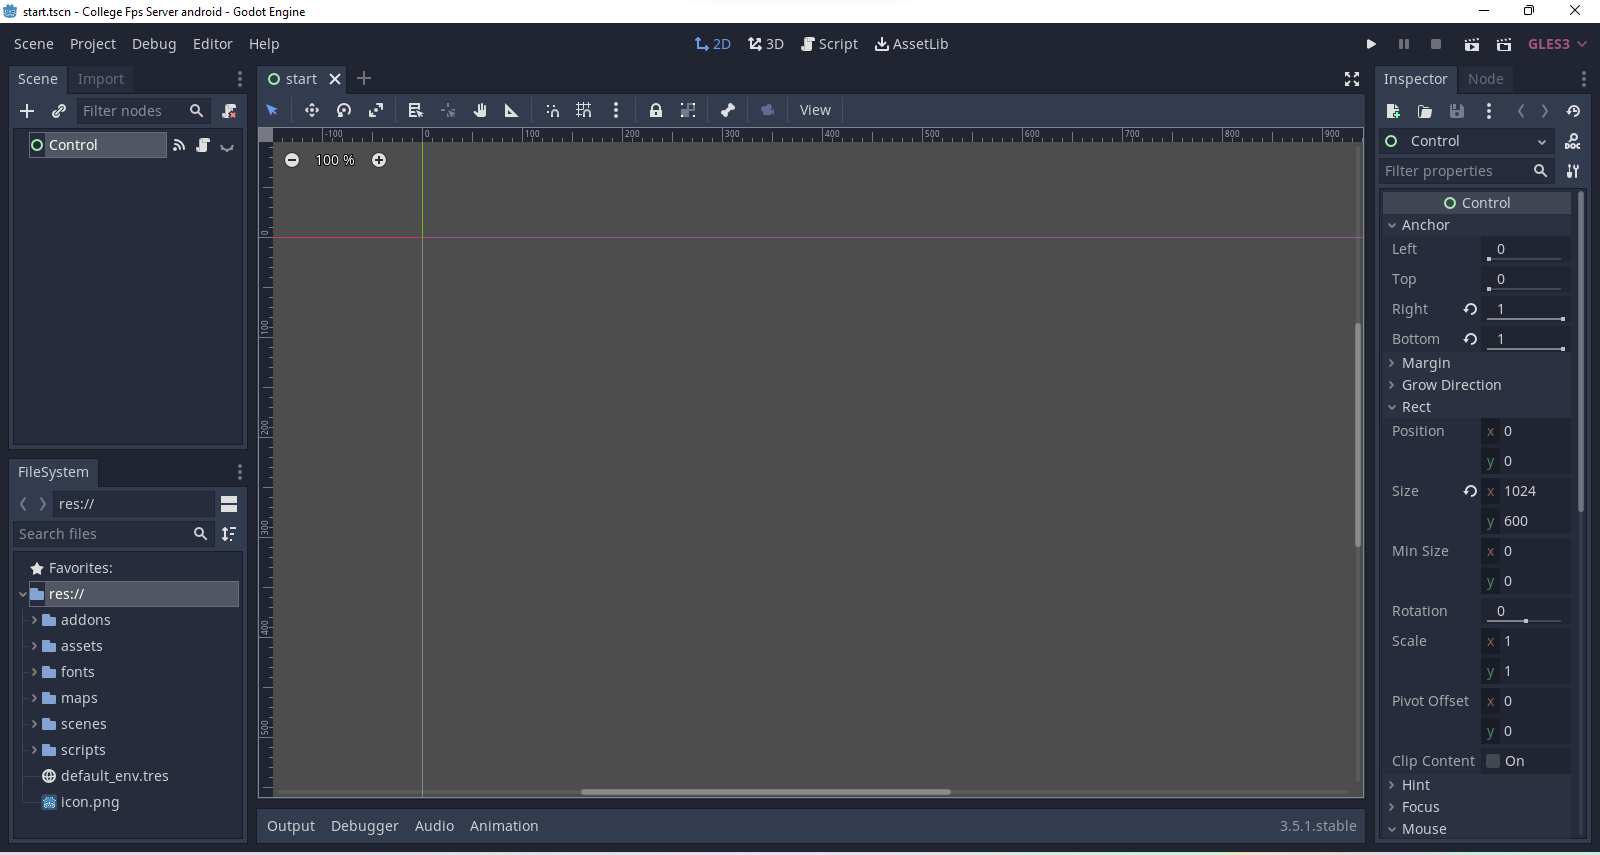 start.tscn - College Fps Server android - Godot Engine
Scene Project Debug Editor Help
2D 3D Script AssetLib
GLES3
Scene Import
Filter nodes
Control
start
View
-100 0 100 200 300 400 500 600 700 800 900
100 %
0
100
200
300
400
500
FileSystem
res://
Search files
Favorites:
res://
addons
assets
fonts
maps
scenes
scripts
default_env.tres
icon.png
Output Debugger Audio Animation
3.5.1.stable
Inspector Node
Control
DOC
Filter properties
Control
Anchor
Left 0
Top 0
Right 1
Bottom 1
Margin
Grow Direction
Rect
Position x 0
y 0
Size x 1024
y 600
Min Size x 0
y 0
Rotation 0
Scale x 1
y 1
Pivot Offset x 0
y 0
Clip Content On
Hint
Focus
Mouse